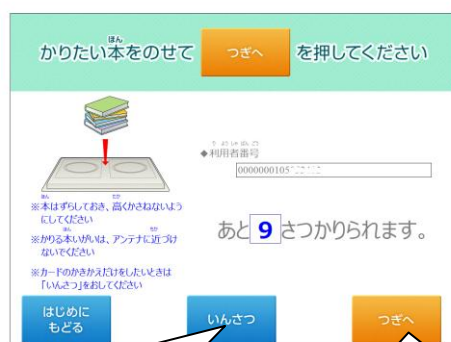 かりたい本をのせて つぎへ を押してください
◆利用者番号
0000000105
※本はずらしておき、高くかさねないよう
にしてください
※かりる本いがいは、アンテナに近づけ
ないでください
※カードのかきかえだけをしたいときは
「いんさつ」をおしてください
あと 9 さつかりられます。
はじめに
もどる
いんさつ
つぎへ